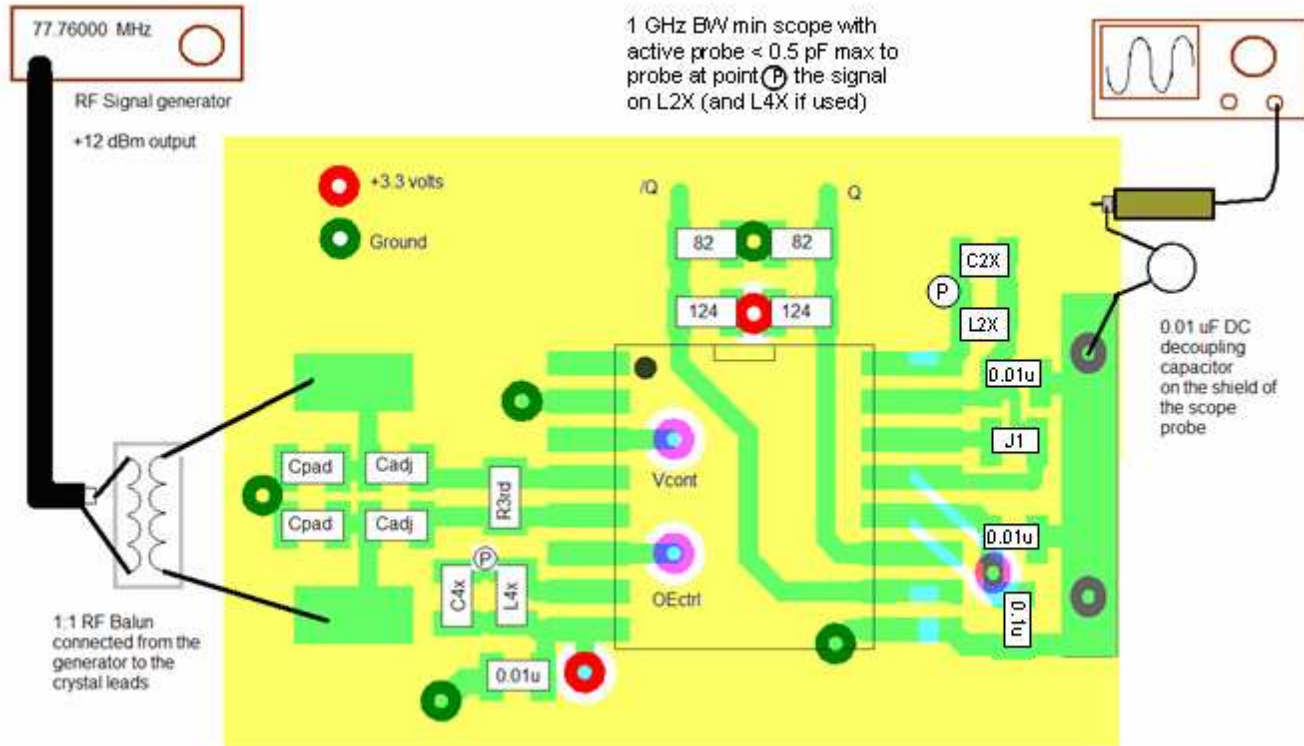 77.76000 MHz
RF Signal generator
+12 dBm output
1 GHz BW min scope with
active probe < 0.5 pF max to
probe at point P the signal
on L2X (and L4X if used)
+3.3 volts
Ground
/Q
Q
82
82
124
124
C2X
P
L2X
0.01u
J1
0.01u
0.1u
0.01 uF DC
decoupling
capacitor
on the shield of
the scope
probe
Cpad
Cadj
Cpad
Cadj
R3rd
Vcont
OEctrl
P
C4x
L4x
0.01u
1:1 RF Balun
connected from the
generator to the
crystal leads